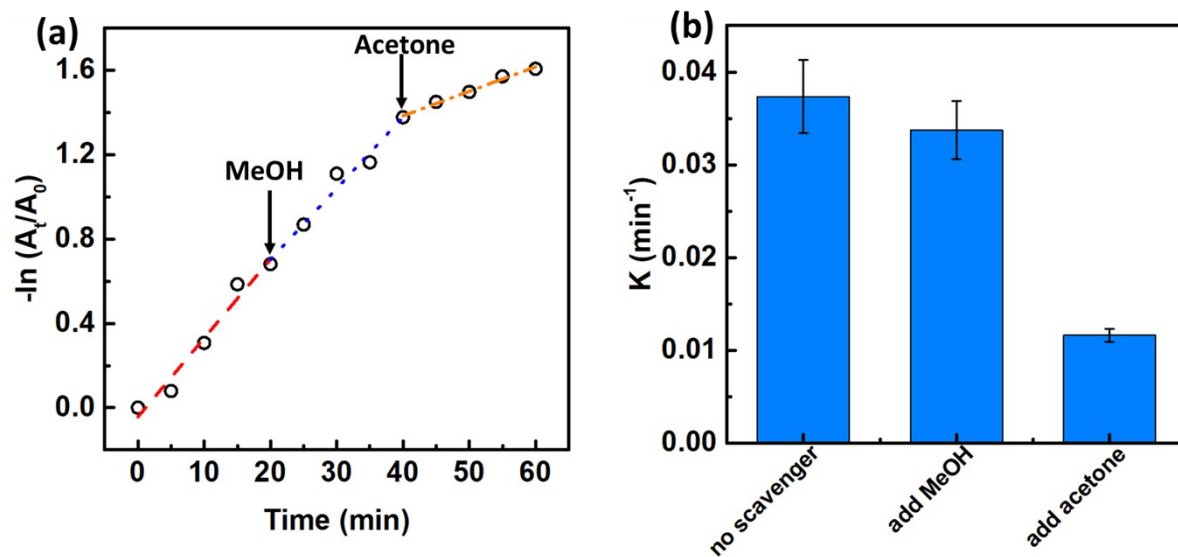 (a)
-ln (At/A0)
1.6
1.2
0.8
0.4
0.0
MeOH
Acetone
0 10 20 30 40 50 60
Time (min)
(b)
K (min-1)
0.04
0.03
0.02
0.01
0.00
no scavenger
add MeOH
add acetone